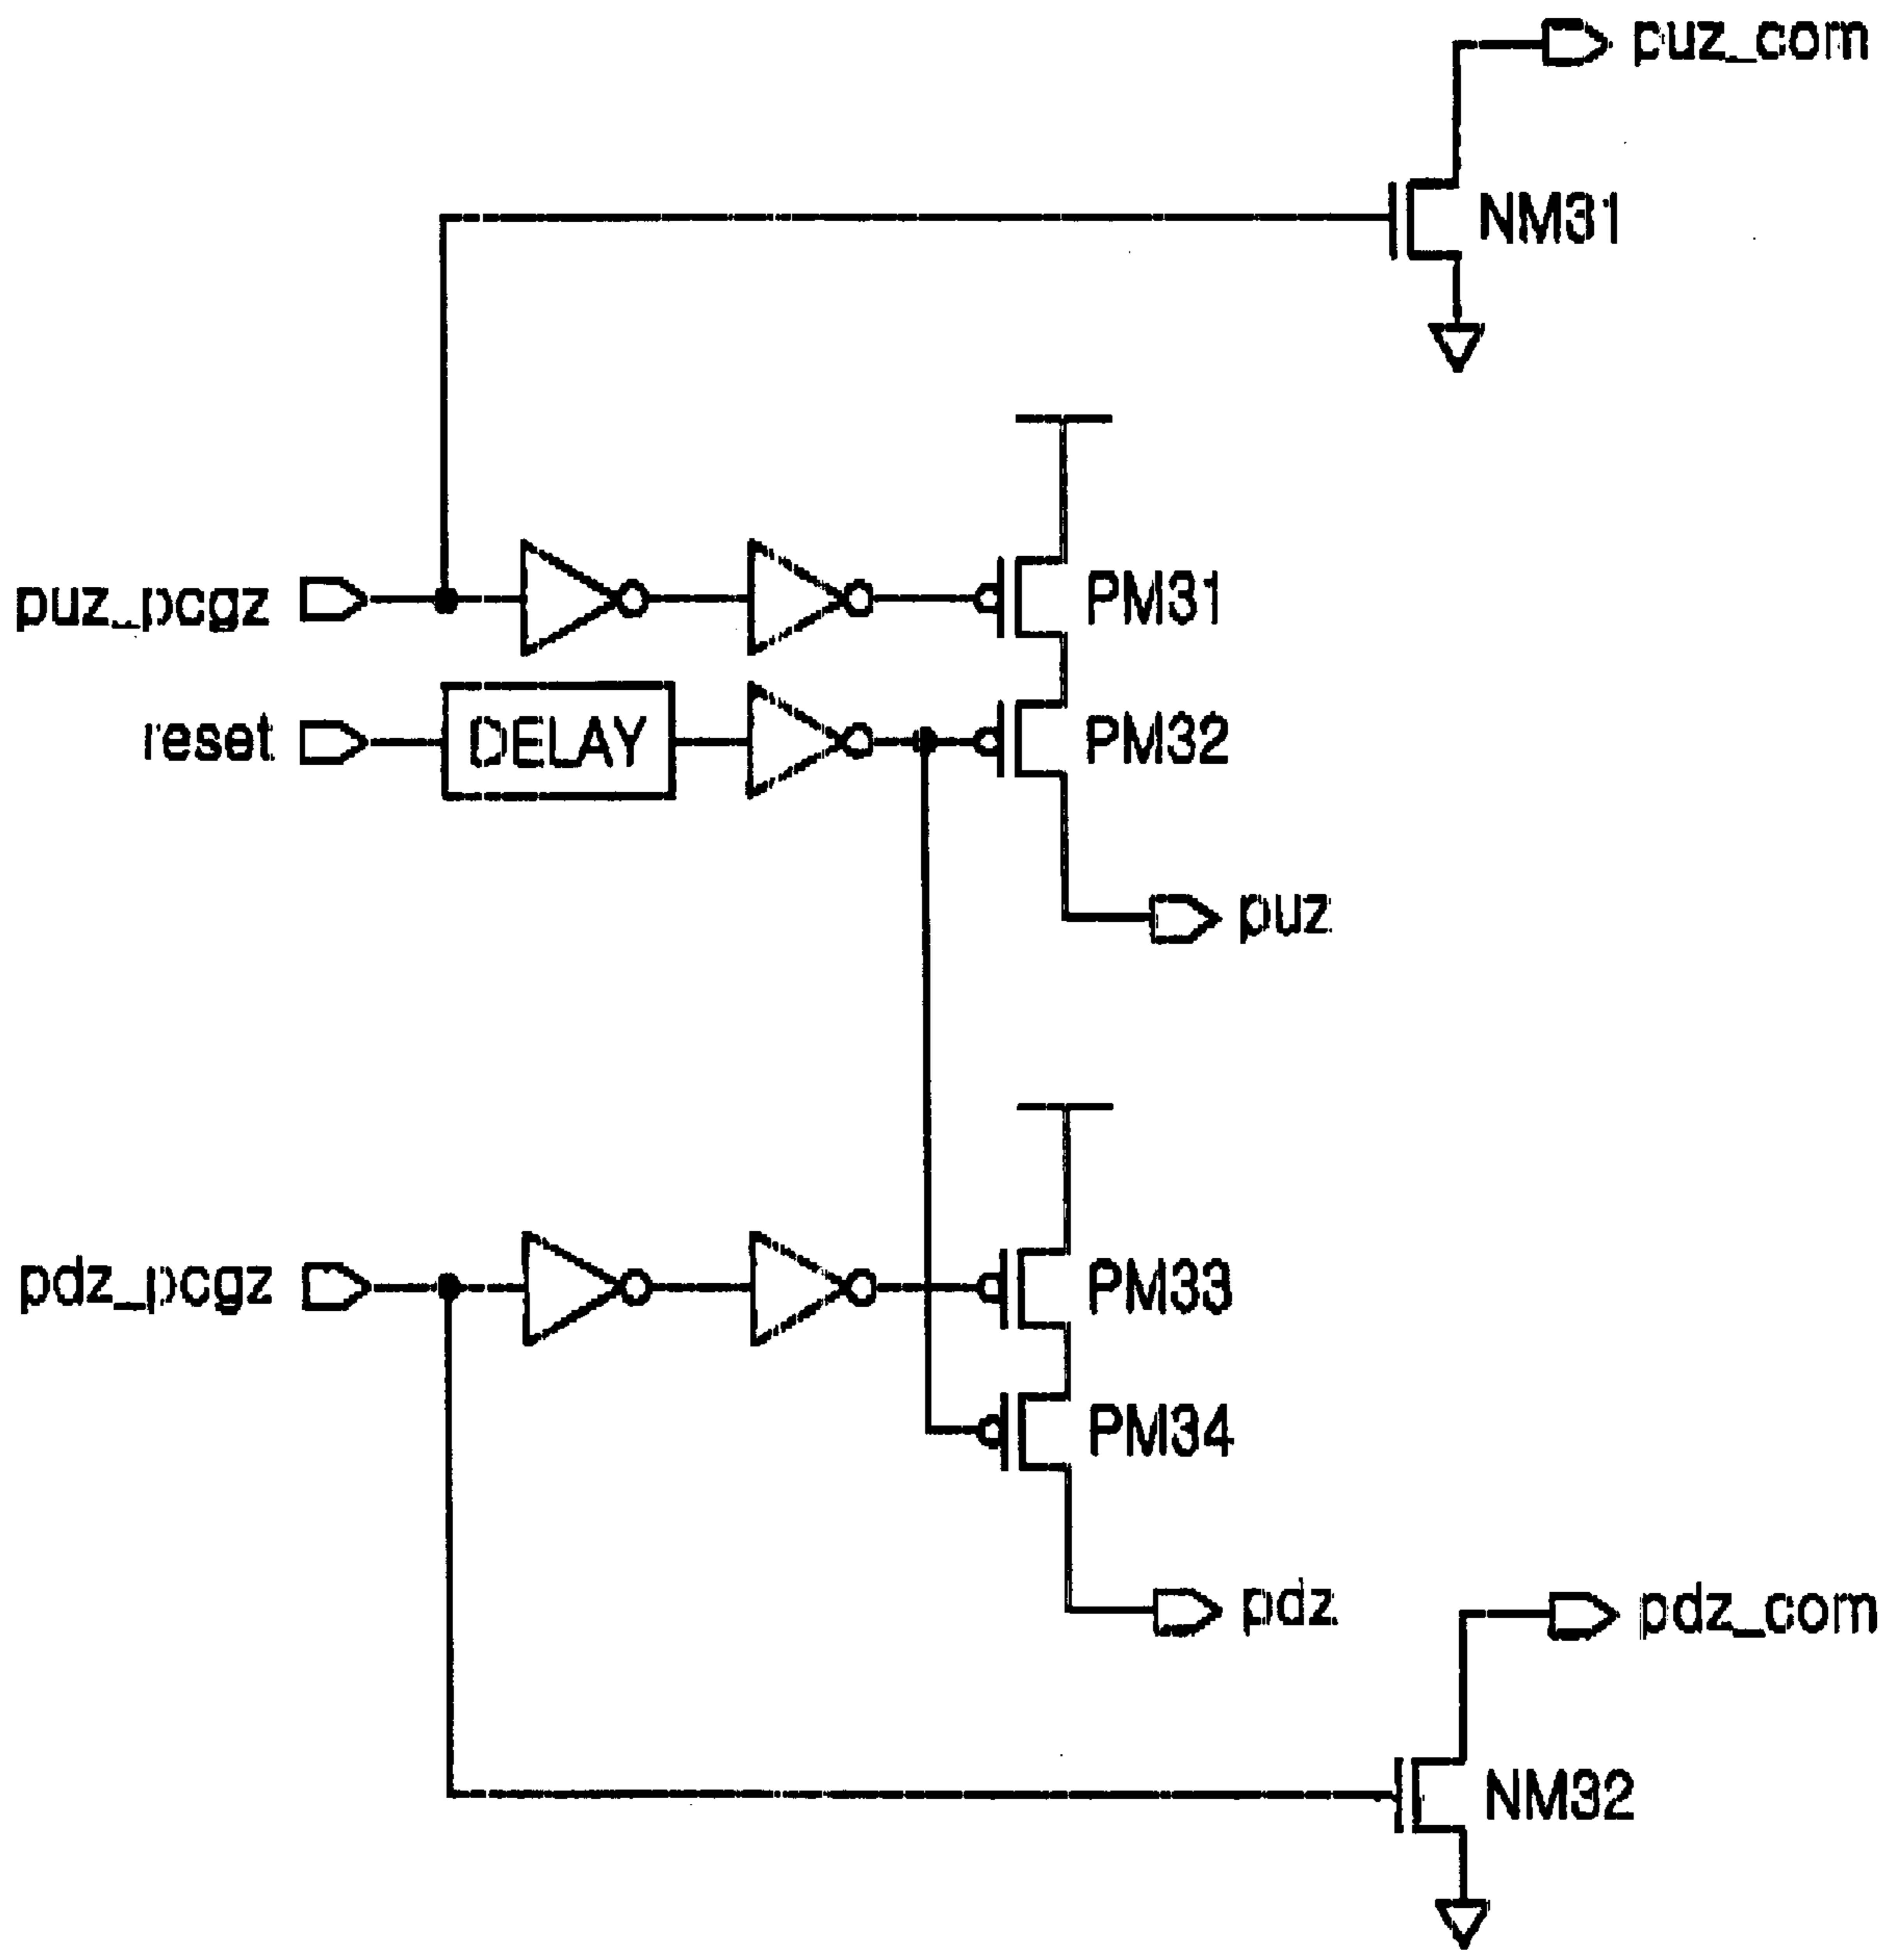 puz_com
NM31
puz_pcgz
PM31
reset
DELAY
PM32
puz
pdz_pcgz
PM33
PM34
pdz
pdz_com
NM32